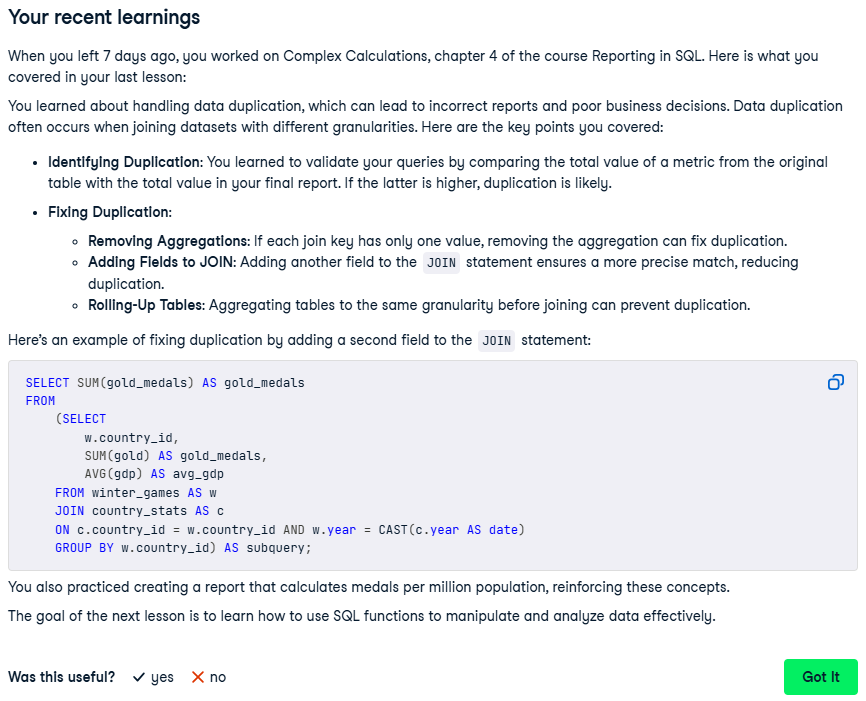 Your recent learnings
When you left 7 days ago, you worked on Complex Calculations, chapter 4 of the course Reporting in SQL. Here is what you
covered in your last lesson:
You learned about handling data duplication, which can lead to incorrect reports and poor business decisions. Data duplication
often occurs when joining datasets with different granularities. Here are the key points you covered:
• Identifying Duplication: You learned to validate your queries by comparing the total value of a metric from the original
table with the total value in your final report. If the latter is higher, duplication is likely.
• Fixing Duplication:
◦ Removing Aggregations: If each join key has only one value, removing the aggregation can fix duplication.
◦ Adding Fields to JOIN: Adding another field to the JOIN statement ensures a more precise match, reducing
duplication.
◦ Rolling-Up Tables: Aggregating tables to the same granularity before joining can prevent duplication.
Here's an example of fixing duplication by adding a second field to the JOIN statement:
SELECT SUM(gold_medals) AS gold_medals
FROM
    (SELECT
        w.country_id,
        SUM(gold) AS gold_medals,
        AVG(gdp) AS avg_gdp
    FROM winter_games AS w
    JOIN country_stats AS c
    ON c.country_id = w.country_id AND w.year = CAST(c.year AS date)
    GROUP BY w.country_id) AS subquery;
You also practiced creating a report that calculates medals per million population, reinforcing these concepts.
The goal of the next lesson is to learn how to use SQL functions to manipulate and analyze data effectively.
Was this useful? yes no Got It